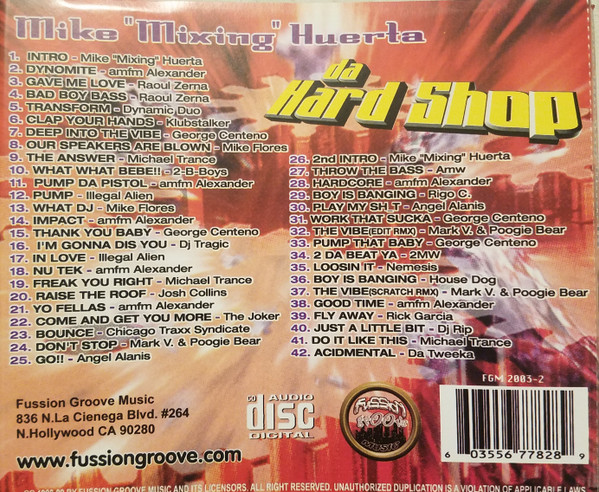 Mike "Mixing" Huerta
da
Hard Shop
1. INTRO - Mike "Mixing" Huerta
2. DYNOMITE - amfm Alexander
3. GAVE ME LOVE - Raoul Zerna
4. BAD BOY BASS - Raoul Zerna
5. TRANSFORM - Dynamic Duo
6. CLAP YOUR HANDS - Klubstalker
7. DEEP INTO THE VIBE - George Centeno
8. OUR SPEAKERS ARE BLOWN - Mike Flores
9. THE ANSWER - Michael Trance
10. WHAT WHAT BEBE!! - 2-B-Boys
11. PUMP DA PISTOL - amfm Alexander
12. PUMP - Illegal Alien
13. WHAT DJ - Mike Flores
14. IMPACT - amfm Alexander
15. THANK YOU BABY - George Centeno
16. I'M GONNA DIS YOU - Dj Tragic
17. IN LOVE - Illegal Alien
18. NU TEK - amfm Alexander
19. FREAK YOU RIGHT - Michael Trance
20. RAISE THE ROOF - Josh Collins
21. YO FELLAS - amfm Alexander
22. COME AND GET YOU MORE - The Joker
23. BOUNCE - Chicago Traxx Syndicate
24. DON'T STOP - Mark V. & Poogie Bear
25. GO!! - Angel Alanis
26. 2nd INTRO - Mike "Mixing" Huerta
27. THROW THE BASS - Amw
28. HARDCORE - amfm Alexander
29. BOY IS BANGING - Rigo C.
30. PLAY MY SH T - Angel Alanis
31. WORK THAT SUCKA - George Centeno
32. THE VIBE(EDIT RMX) - Mark V. & Poogie Bear
33. PUMP THAT BABY - George Centeno
34. 2 DA BEAT YA - 2MW
35. LOOSIN IT - Nemesis
36. BOY IS BANGING - House Dog
37. THE VIBE(SCRATCH RMX) - Mark V. & Poogie Bear
38. GOOD TIME - amfm Alexander
39. FLY AWAY - Rick Garcia
40. JUST A LITTLE BIT - Dj Rip
41. DO IT LIKE THIS - Michael Trance
42. ACIDMENTAL - Da Tweeka
Fussion Groove Music
836 N.La Cienega Blvd. #264
N.Hollywood CA 90280
www.fussiongroove.com
COMPACT
disc
DIGITAL AUDIO
FUSSION
GROOVE
FGM 2003-2
6 03556 77828 9
BY FUSSION GROOVE MUSIC AND ITS LICENSORS. ALL RIGHT RESERVED. UNAUTHORIZED DUPLICATION IS A VIOLATION OF APPLICABLE LAWS